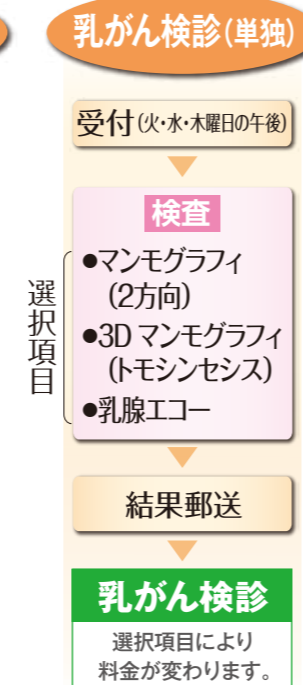 乳がん検診(単独)
受付(火・水・木曜日の午後)
検査
選択項目
●マンモグラフィ
(2方向)
●3Dマンモグラフィ
(トモシンセシス)
●乳腺エコー
結果郵送
乳がん検診
選択項目により
料金が変わります。